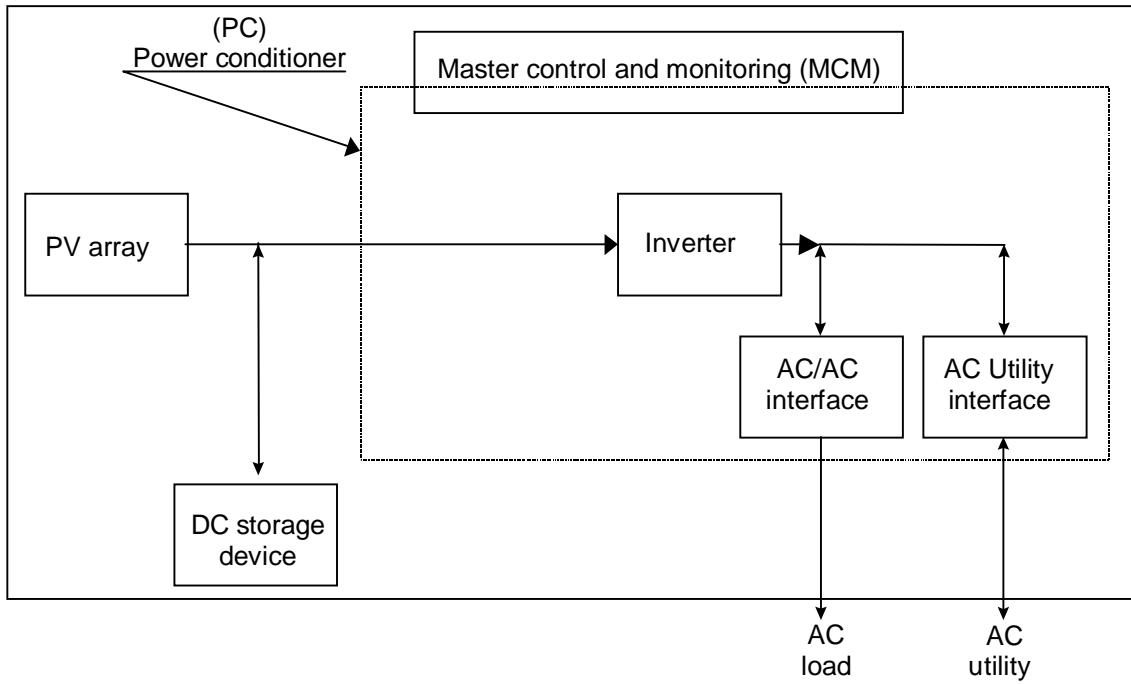 (PC)
Power conditioner
Master control and monitoring (MCM)
PV array
Inverter
AC/AC
interface
AC Utility
interface
DC storage
device
AC
load
AC
utility